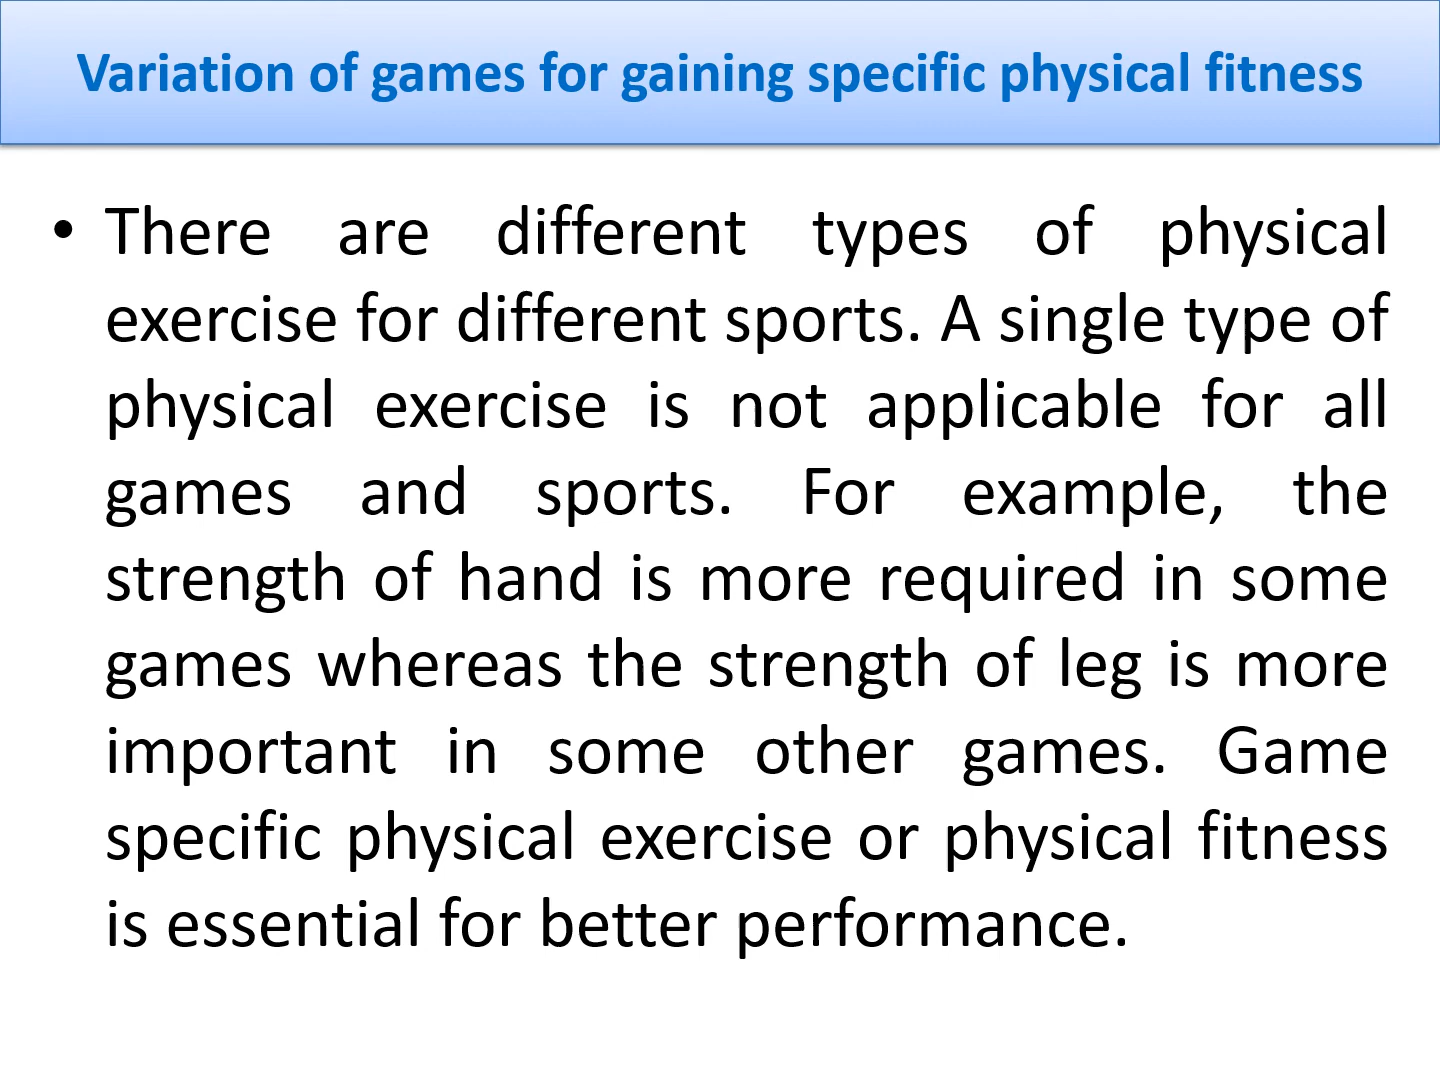 Variation of games for gaining specific physical fitness
• There are different types of physical
exercise for different sports. A single type of
physical exercise is not applicable for all
games and sports. For example, the
strength of hand is more required in some
games whereas the strength of leg is more
important in some other games. Game
specific physical exercise or physical fitness
is essential for better performance.